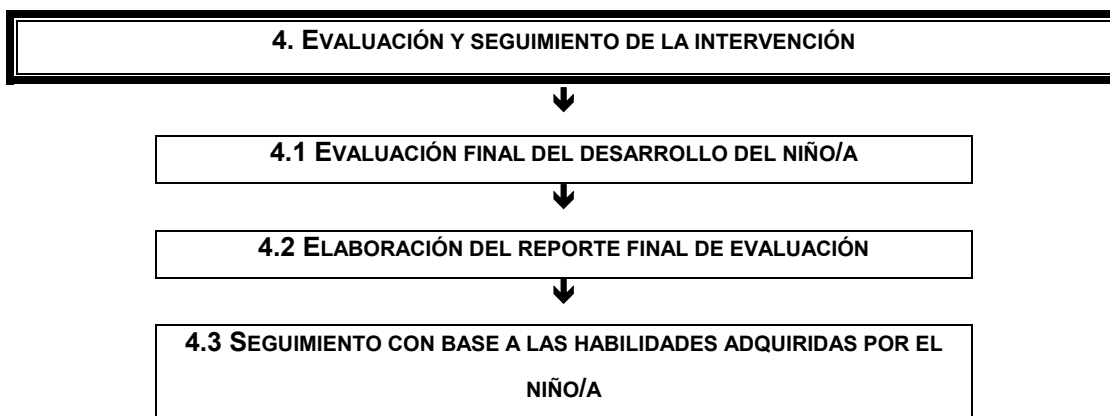 4. EVALUACIÓN Y SEGUIMIENTO DE LA INTERVENCIÓN
4.1 EVALUACIÓN FINAL DEL DESARROLLO DEL NIÑO/A
4.2 ELABORACIÓN DEL REPORTE FINAL DE EVALUACIÓN
4.3 SEGUIMIENTO CON BASE A LAS HABILIDADES ADQUIRIDAS POR EL
NIÑO/A